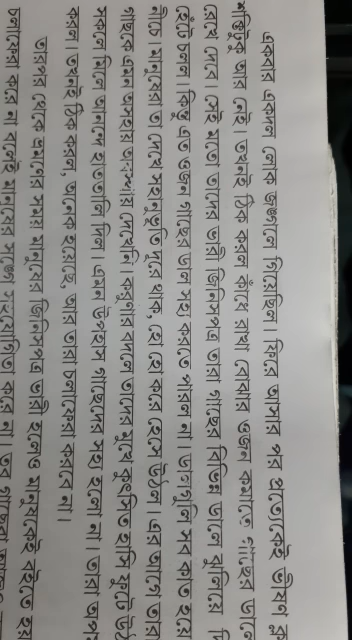 একবার একদল লোক জঙ্গলে গিয়েছিল। ফিরে আসার পর প্রত্যেকেই ভীষণ
শক্তিটুকু আর নেই। তখনই ঠিক করল কাঁধে রাখা বোঝার ওজন কমাতে গাছের ডালে
রেখে দেবে। সেই মতো তাদের ভারী জিনিসপত্র তারা গাছের বিভিন্ন ডালে ঝুলিয়ে
হেঁটে চলল। কিন্তু এত ওজন গাছের ডাল সহ্য করতে পারল না। ডালগুলি সব কাত হয়ে
নীচে। মানুষেরা তা দেখে সহানুভূতি দূরে থাক, হো হো করে হেসে উঠল। এর আগে তারা
গাছকে এমন অসহায় অবস্থায় দেখেনি। করুণার বদলে তাদের মুখে কুৎসিত হাসি ফুটে
সকলে মিলে আনন্দে হাততালি দিল। এমন উপহাস গাছেদের সহ্য হলো না। তারা অপমা
করল। তখনই ঠিক করল, অনেক হয়েছে, আর তারা চলাফেরা করবে না।
তারপর থেকে ভ্রমণের সময় মানুষের জিনিসপত্র ভারী হলেও মানুষকেই বইতে হয়
চলাফেরা করে না বলেই মানুষের সঙ্গে সহযোগিতা করে না। তবু গাছেরা